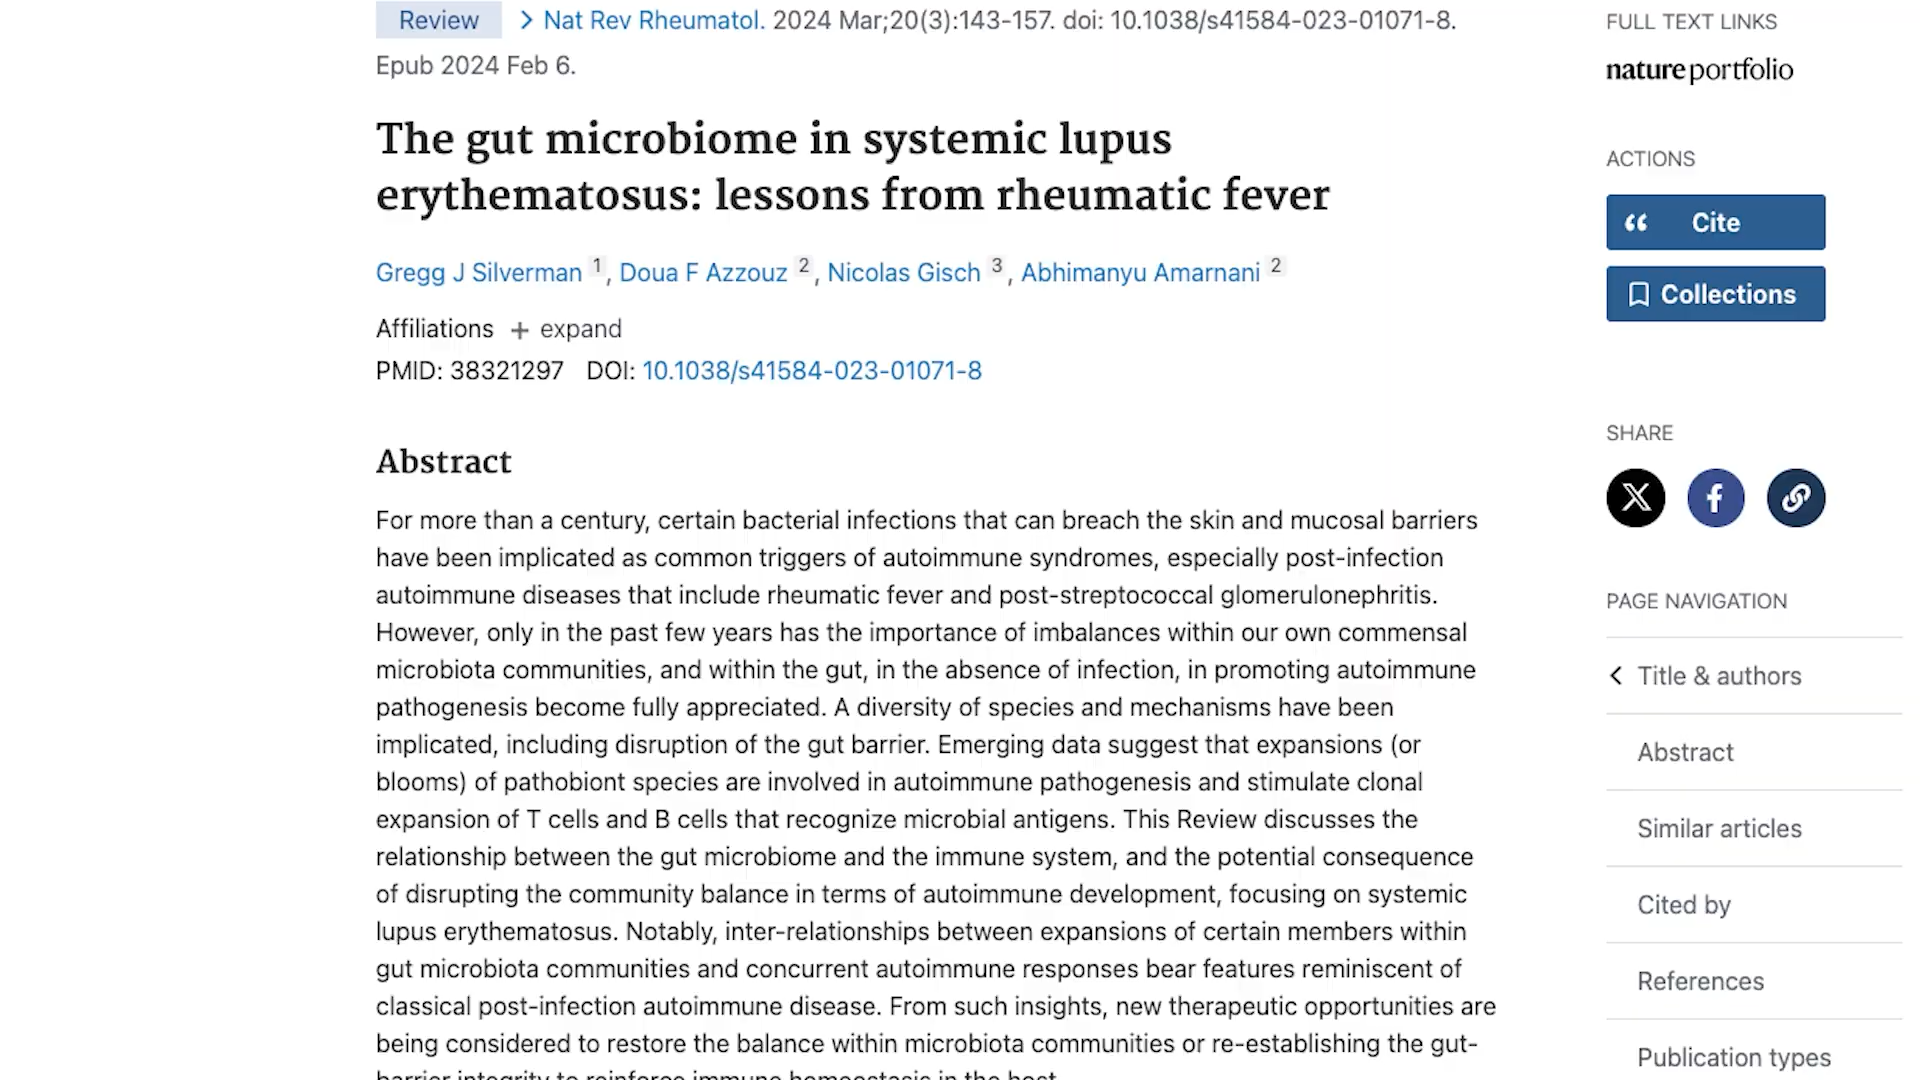 Review > Nat Rev Rheumatol. 2024 Mar;20(3):143-157. doi: 10.1038/s41584-023-01071-8.
Epub 2024 Feb 6.
The gut microbiome in systemic lupus
erythematosus: lessons from rheumatic fever
Gregg J Silverman 1, Doua F Azzouz 2, Nicolas Gisch 3, Abhimanyu Amarnani 2
Affiliations + expand
PMID: 38321297 DOI: 10.1038/s41584-023-01071-8
Abstract
For more than a century, certain bacterial infections that can breach the skin and mucosal barriers
have been implicated as common triggers of autoimmune syndromes, especially post-infection
autoimmune diseases that include rheumatic fever and post-streptococcal glomerulonephritis.
However, only in the past few years has the importance of imbalances within our own commensal
microbiota communities, and within the gut, in the absence of infection, in promoting autoimmune
pathogenesis become fully appreciated. A diversity of species and mechanisms have been
implicated, including disruption of the gut barrier. Emerging data suggest that expansions (or
blooms) of pathobiont species are involved in autoimmune pathogenesis and stimulate clonal
expansion of T cells and B cells that recognize microbial antigens. This Review discusses the
relationship between the gut microbiome and the immune system, and the potential consequence
of disrupting the community balance in terms of autoimmune development, focusing on systemic
lupus erythematosus. Notably, inter-relationships between expansions of certain members within
gut microbiota communities and concurrent autoimmune responses bear features reminiscent of
classical post-infection autoimmune disease. From such insights, new therapeutic opportunities are
being considered to restore the balance within microbiota communities or re-establishing the gut-
barrier integrity to reinforce immune homeostasis in the host.
FULL TEXT LINKS
nature portfolio
ACTIONS
Cite
Collections
SHARE
PAGE NAVIGATION
Title & authors
Abstract
Similar articles
Cited by
References
Publication types